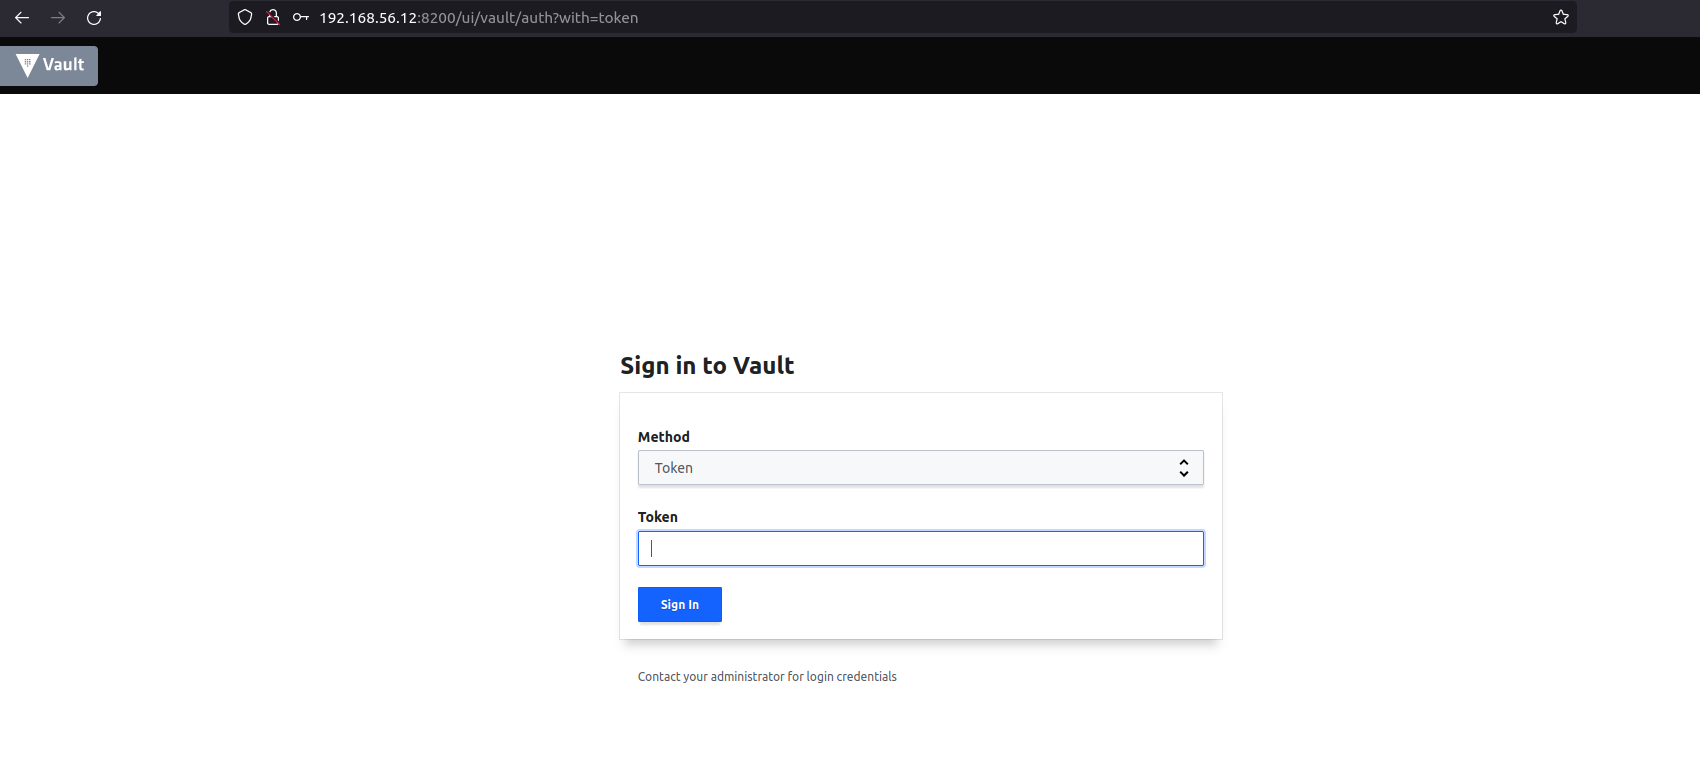 192.168.56.12:8200/ui/vault/auth?with=token
Vault
Sign in to Vault
Method
Token
Token
Sign In
Contact your administrator for login credentials